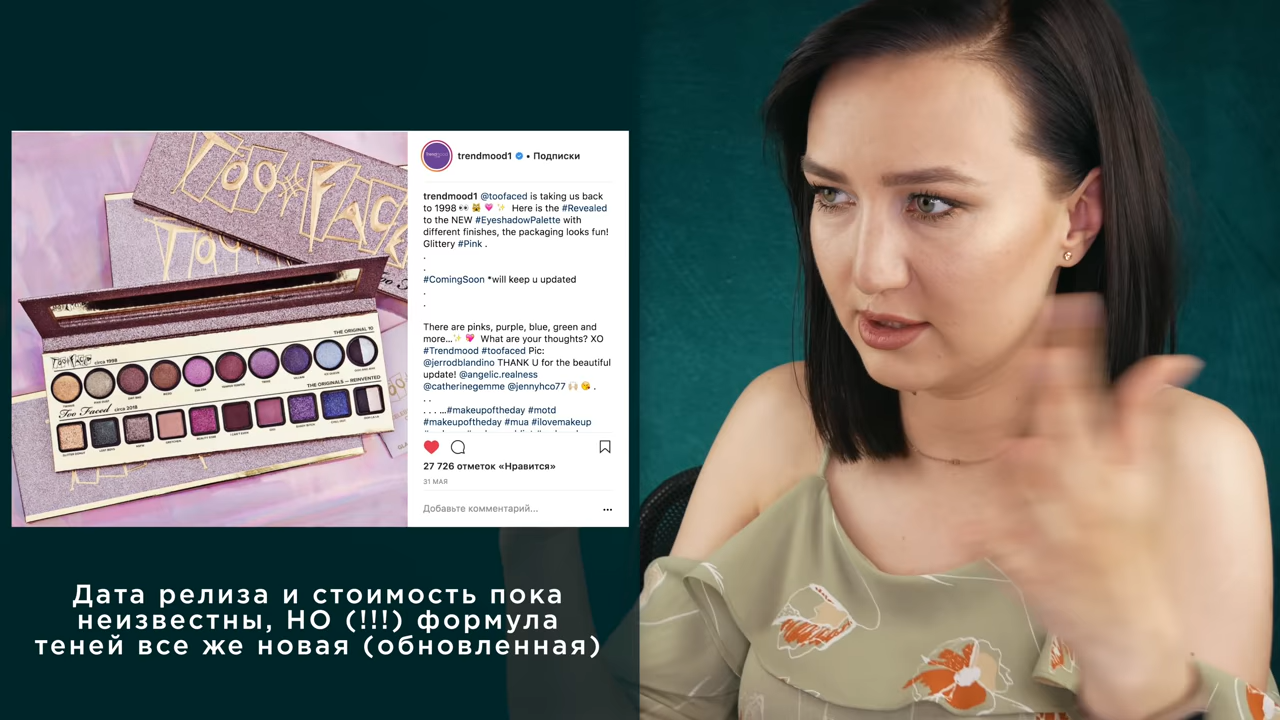 TOO FACED
THE ORIGINAL 10
Too Faced circa 1998
THE ORIGINALS — REINVENTED
Too Faced circa 2018
trendmood1 • Подписки
trendmood1 @toofaced is taking us back
to 1998 👀 😻 💗 ✨ Here is the #Revealed
to the NEW #EyeshadowPalette with
different finishes, the packaging looks fun!
Glittery #Pink .
.
.
#ComingSoon *will keep u updated
.
.
There are pinks, purple, blue, green and
more...✨ 💗 What are your thoughts? XO
#Trendmood #toofaced Pic:
@jerrodblandino THANK U for the beautiful
update! @angelic.realness
@catherinegemme @jennyhco77 🙌🏻 😘 .
. .
. . . ...#makeupoftheday #motd
#makeupoftheday #mua #ilovemakeup
27 726 отметок «Нравится»
31 МАЯ
Добавьте комментарий...
Дата релиза и стоимость пока
неизвестны, НО (!!!) формула
теней все же новая (обновленная)